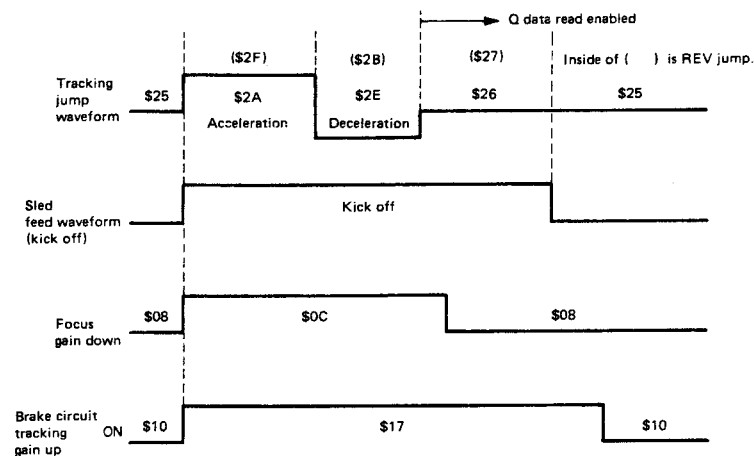 Q data read enabled
($2F) ($2B) ($27) Inside of ( ) is REV jump.
Tracking
jump
waveform
$25 $2A $2E $26 $25
Acceleration Deceleration
Sled
feed waveform
(kick off)
Kick off
Focus
gain down
$08 $0C $08
Brake circuit
tracking
gain up
ON
$10 $17 $10